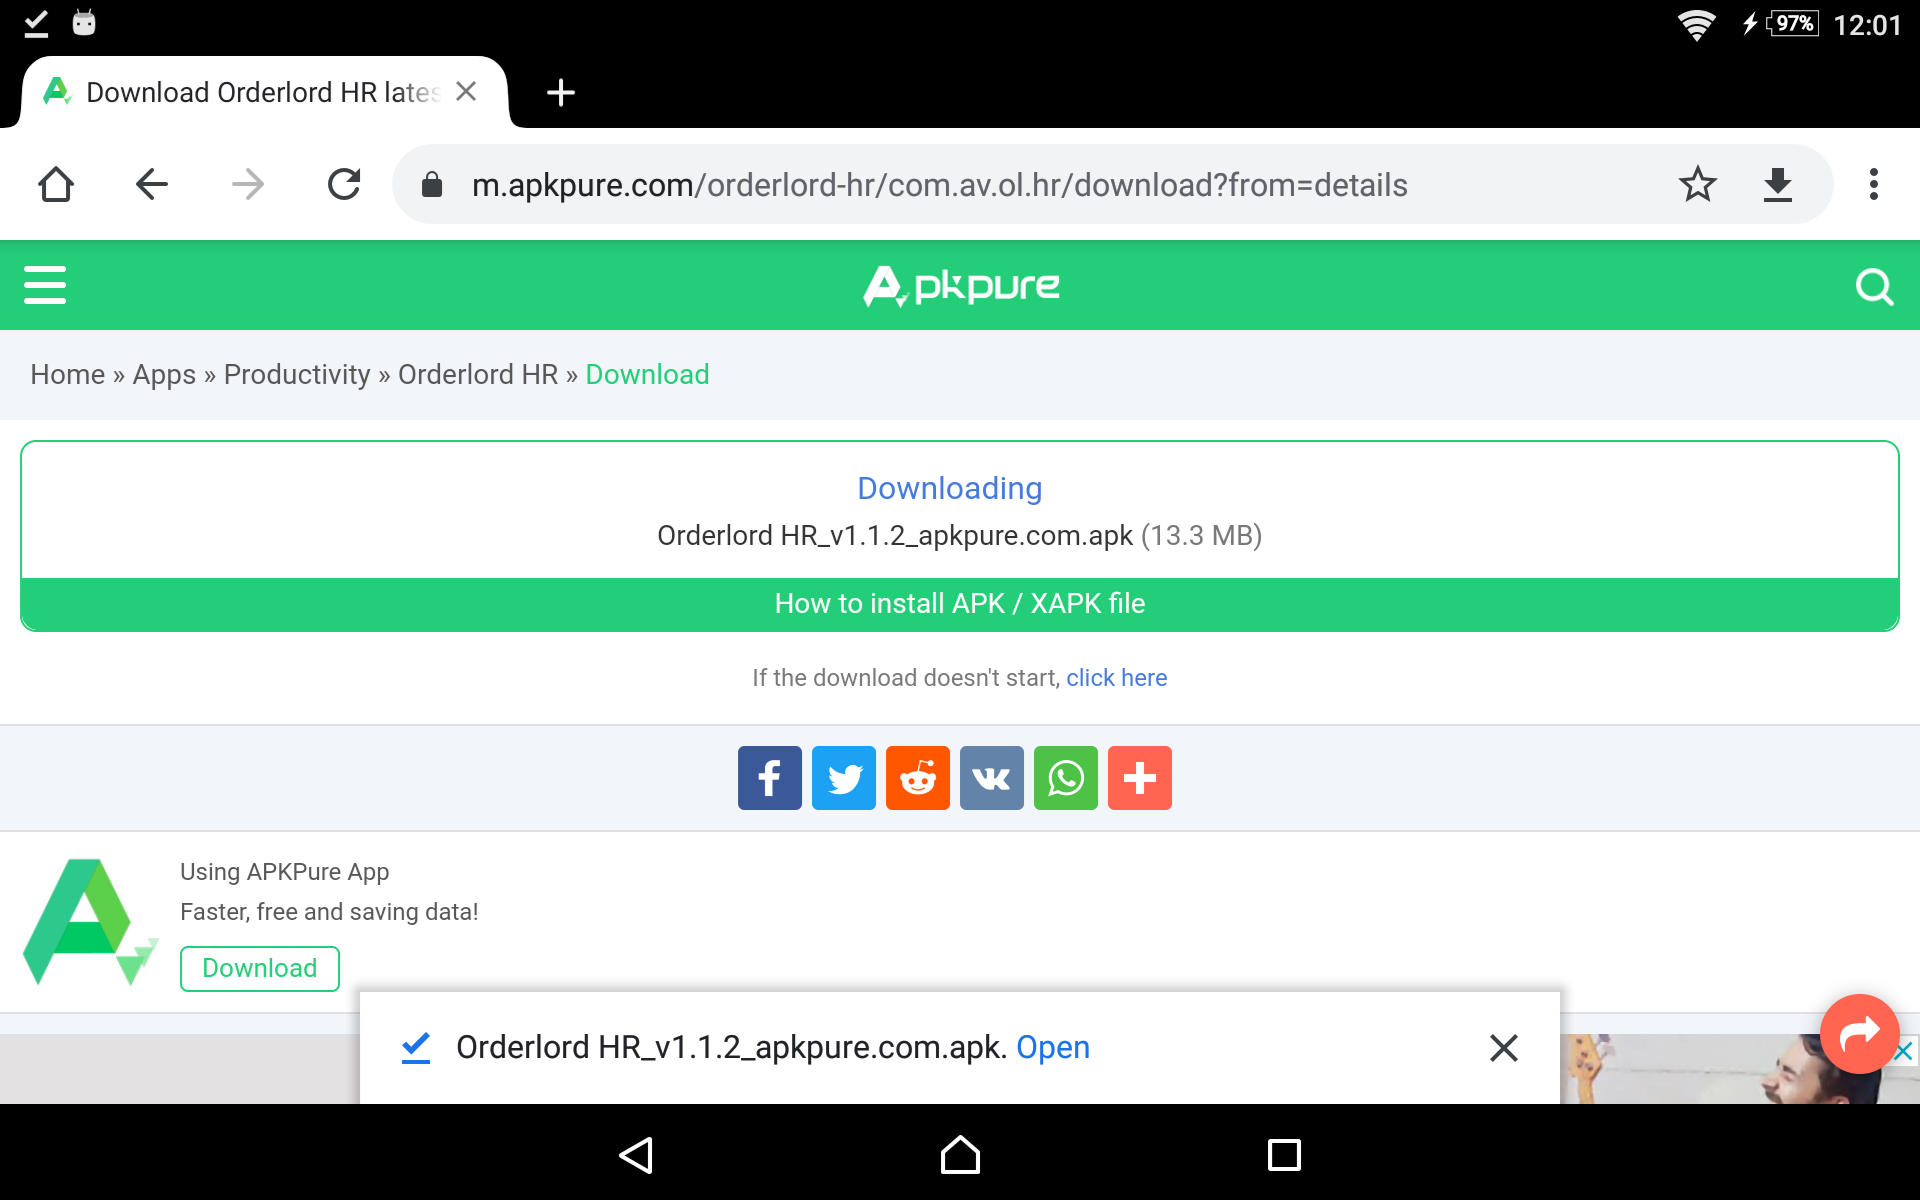 97% 12:01
Download Orderlord HR lates
m.apkpure.com/orderlord-hr/com.av.ol.hr/download?from=details
Apkpure
Home » Apps » Productivity » Orderlord HR » Download
Downloading
Orderlord HR_v1.1.2_apkpure.com.apk (13.3 MB)
How to install APK / XAPK file
If the download doesn't start, click here
Using APKPure App
Faster, free and saving data!
Download
Orderlord HR_v1.1.2_apkpure.com.apk. Open